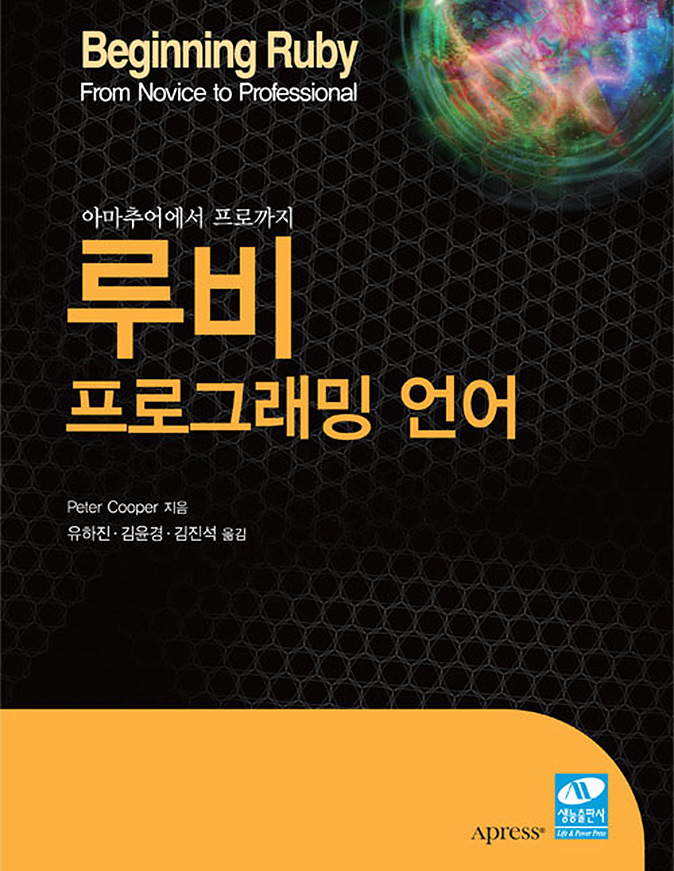 Beginning Ruby
From Novice to Professional
아마추어에서 프로까지
루비
프로그래밍 언어
Peter Cooper 지음
유하진·김윤경·김진석 옮김
Apress®
생능출판사
Life & Power Press